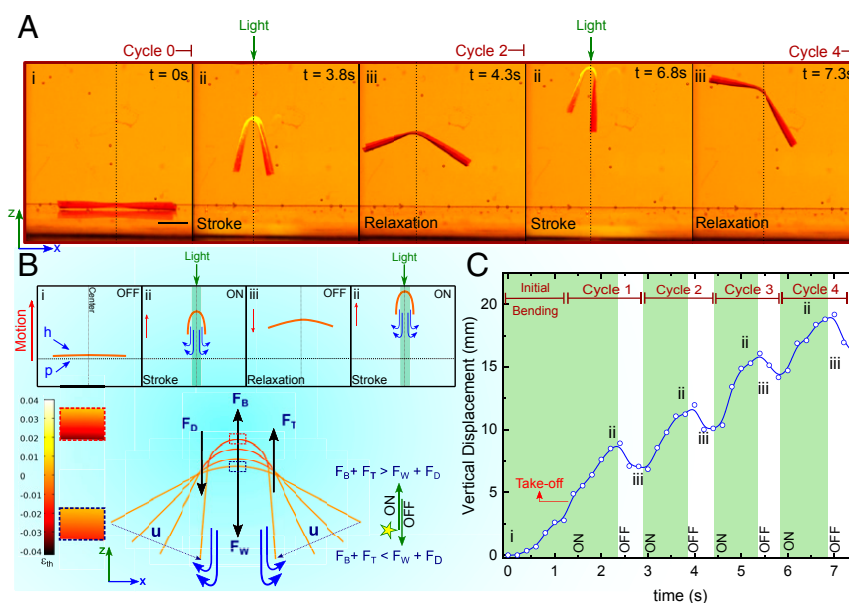 A
Light
Light
Cycle 0
Cycle 2
Cycle 4
i
t = 0s
ii
t = 3.8s
iii
t = 4.3s
ii
t = 6.8s
iii
t = 7.3s
Stroke
Relaxation
Stroke
Relaxation
z
x
B
Light
Light
Motion
i
Center
OFF
ii
ON
iii
OFF
ii
ON
h
p
Stroke
Relaxation
Stroke
0.04
0.03
0.02
0.01
0
-0.01
-0.02
-0.03
-0.04
εth
FB
FD
FT
FW
u
u
z
x
FB + FT > FW + FD
ON
OFF
FB + FT < FW + FD
C
Initial
Bending
Cycle 1
Cycle 2
Cycle 3
Cycle 4
Vertical Displacement (mm)
20
15
10
5
0
Take-off
i
ii
iii
ii
iii
ii
iii
ii
iii
ON
OFF
ON
OFF
ON
OFF
ON
OFF
0
1
2
3
4
5
6
7
time (s)